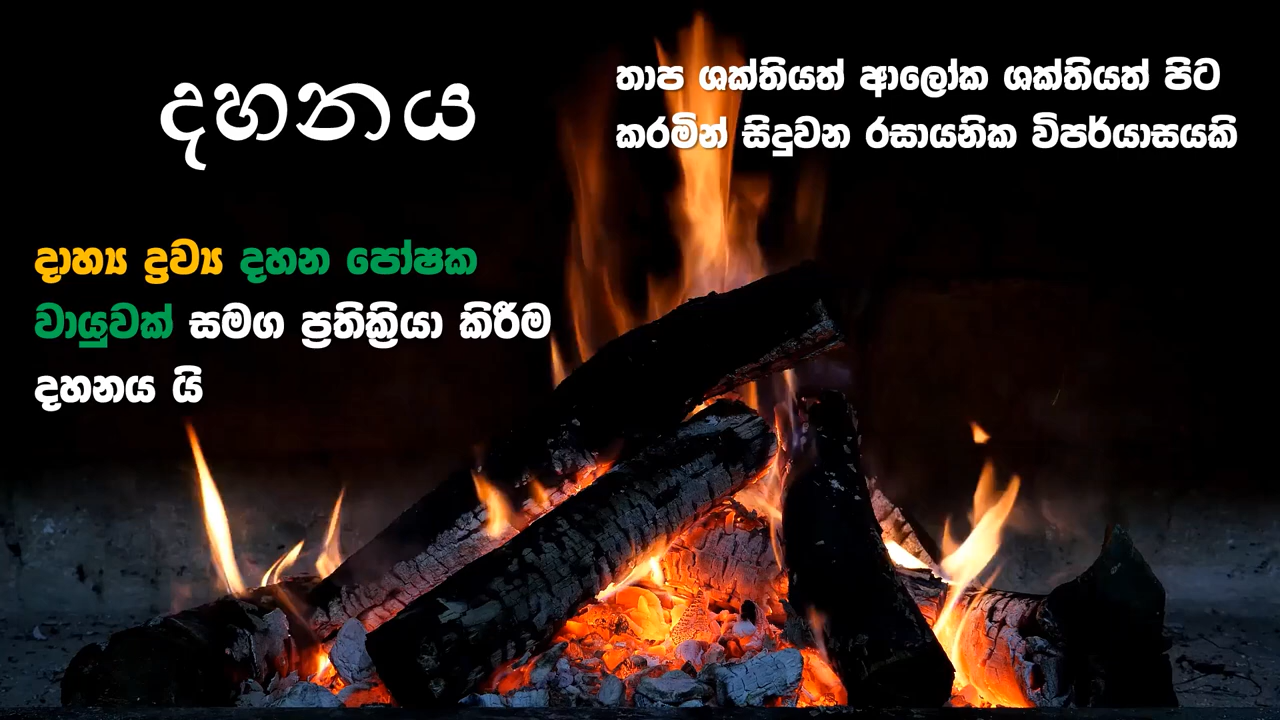 දහනය
තාප ශක්තියත් ආලෝක ශක්තියත් පිට
කරමින් සිදුවන රසායනික විපර්යාසයකි
දාහ්‍ය ද්‍රව්‍ය දහන පෝෂක
වායුවක් සමග ප්‍රතික්‍රියා කිරීම
දහනය යි